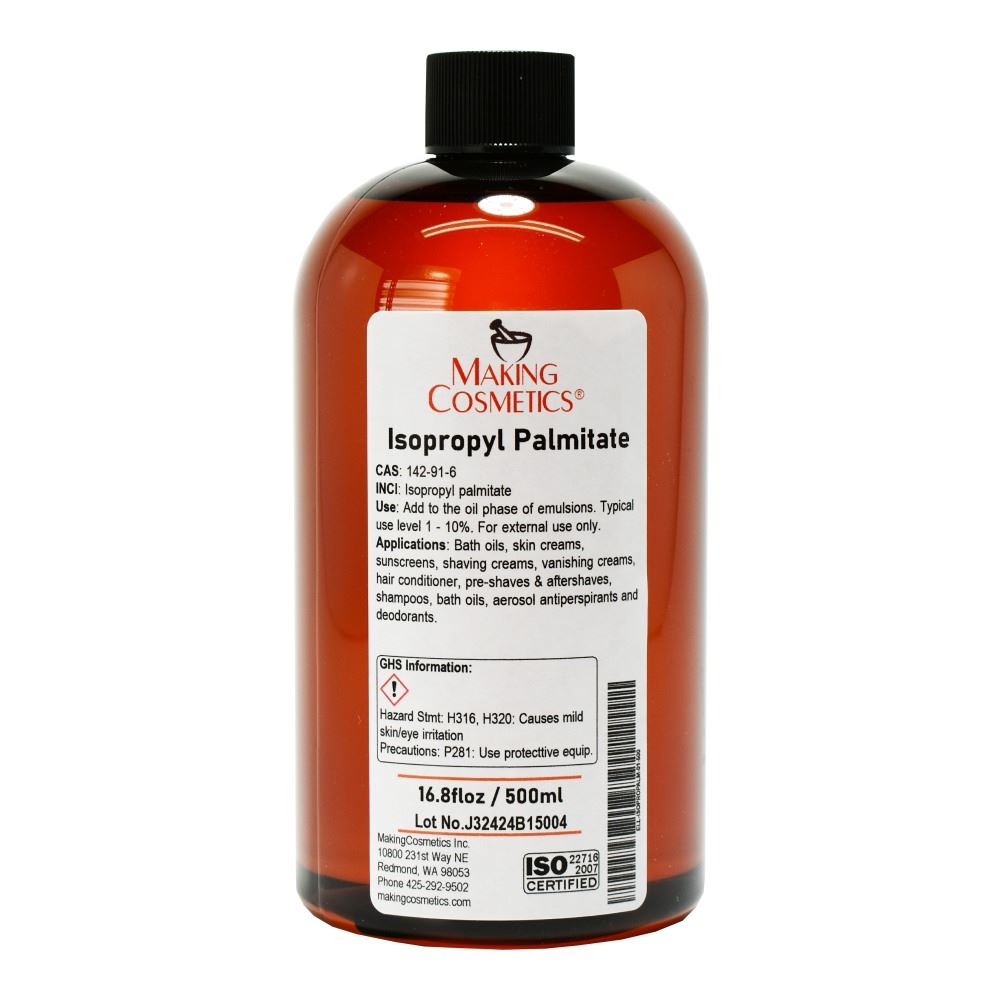 MAKING
COSMETICS®
Isopropyl Palmitate
CAS: 142-91-6
INCI: Isopropyl palmitate
Use: Add to the oil phase of emulsions. Typical
use level 1 - 10%. For external use only.
Applications: Bath oils, skin creams,
sunscreens, shaving creams, vanishing creams,
hair conditioner, pre-shaves & aftershaves,
shampoos, bath oils, aerosol antiperspirants and
deodorants.
GHS Information:
!
Hazard Stmt: H316, H320: Causes mild
skin/eye irritation
Precautions: P281: Use protecttive equip.
16.8floz / 500ml
Lot No.J32424B15004
MakingCosmetics Inc.
10800 231st Way NE
Redmond, WA 98053
Phone 425-292-9502
makingcosmetics.com
ISO 22716
2007
CERTIFIED